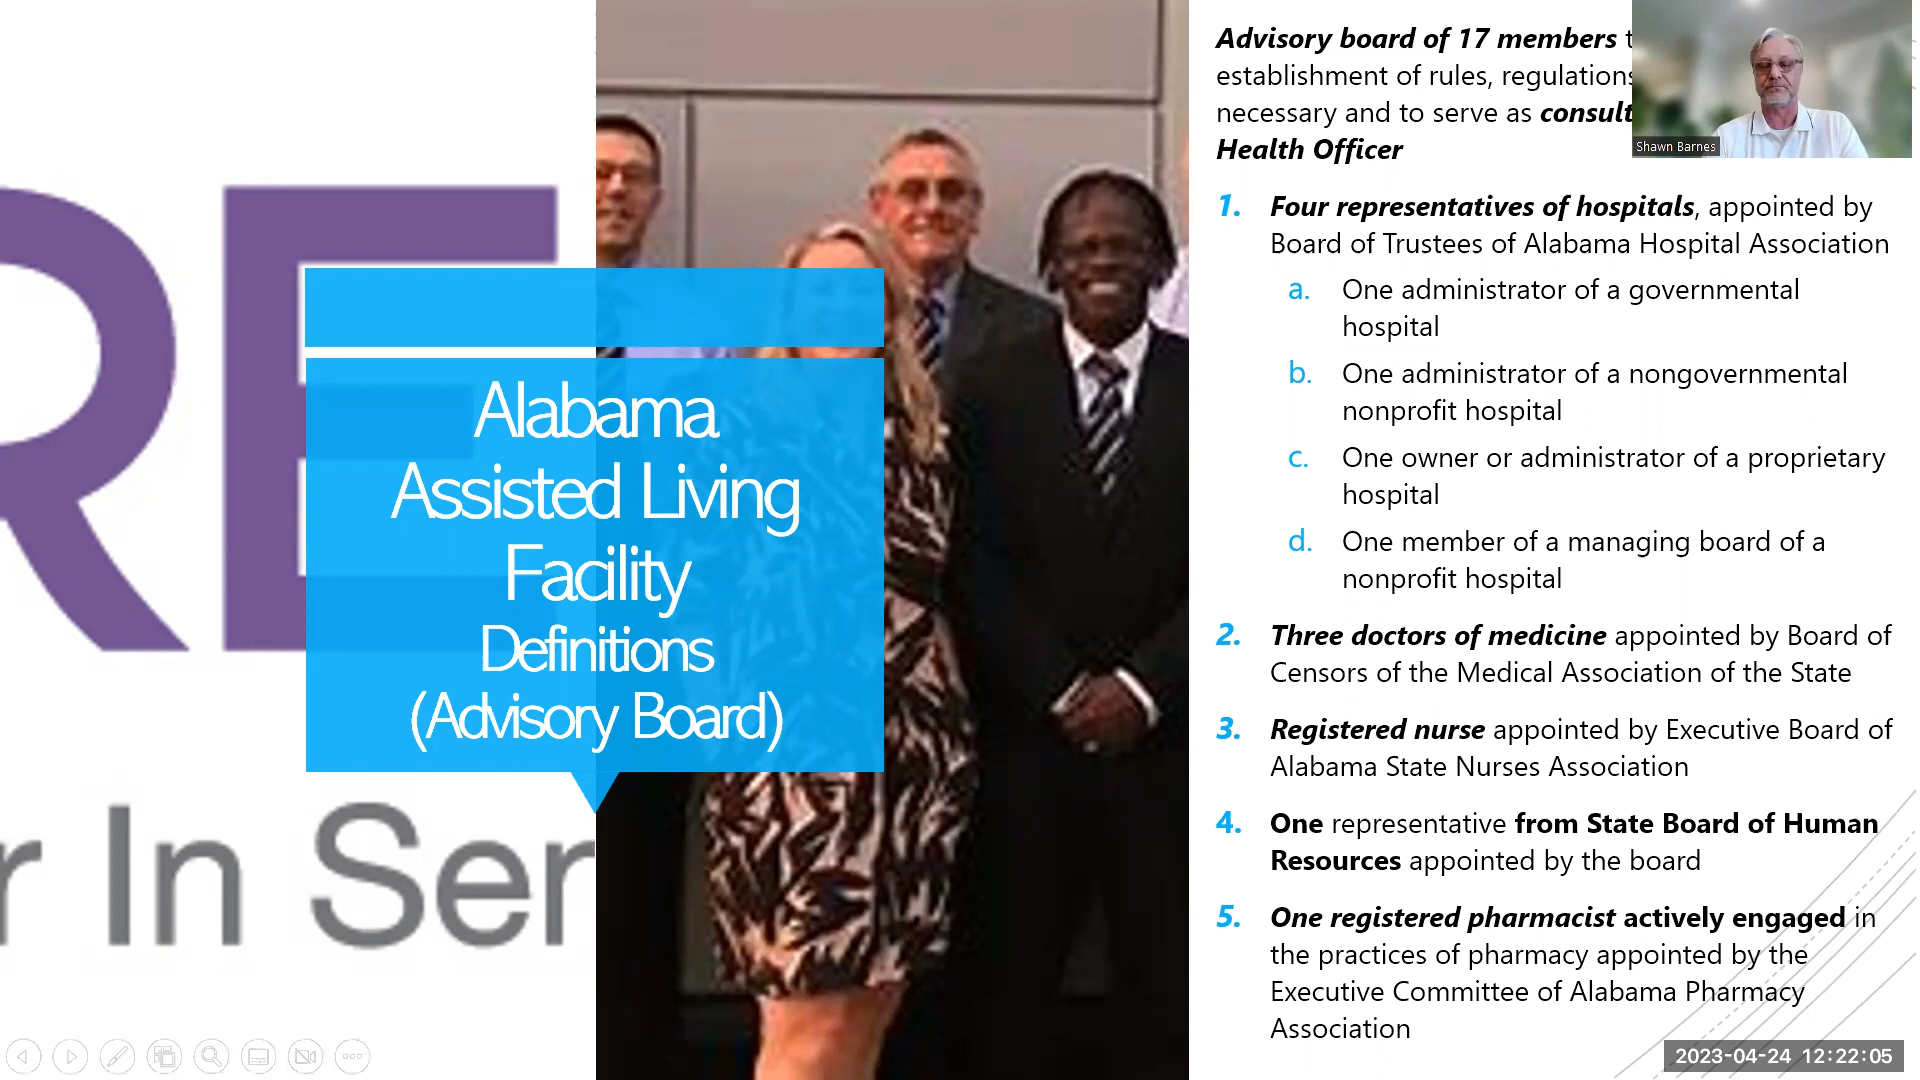 RE
r In Ser
Alabama
Assisted Living
Facility
Definitions
(Advisory Board)
Advisory board of 17 members
establishment of rules, regulations
necessary and to serve as consult
Health Officer
1. Four representatives of hospitals, appointed by
Board of Trustees of Alabama Hospital Association
a. One administrator of a governmental
hospital
b. One administrator of a nongovernmental
nonprofit hospital
c. One owner or administrator of a proprietary
hospital
d. One member of a managing board of a
nonprofit hospital
2. Three doctors of medicine appointed by Board of
Censors of the Medical Association of the State
3. Registered nurse appointed by Executive Board of
Alabama State Nurses Association
4. One representative from State Board of Human
Resources appointed by the board
5. One registered pharmacist actively engaged in
the practices of pharmacy appointed by the
Executive Committee of Alabama Pharmacy
Association
Shawn Barnes
2023-04-24 12:22:05